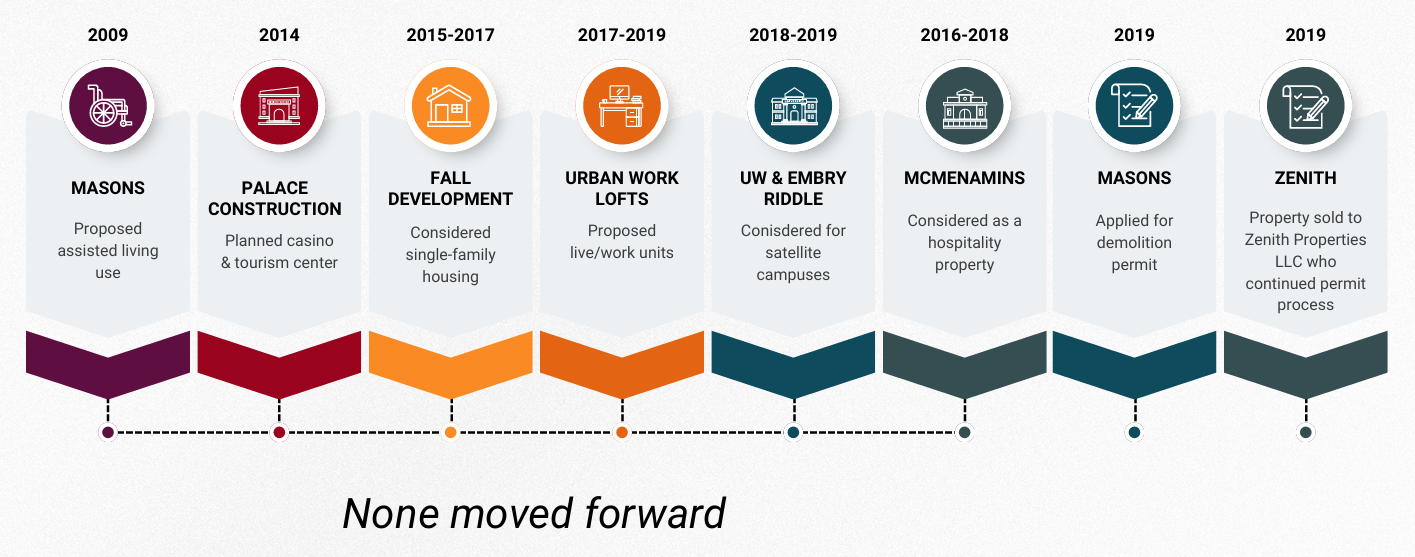 2009
MASONS
Proposed
assisted living
use
2014
PALACE
CONSTRUCTION
Planned casino
& tourism center
2015-2017
FALL
DEVELOPMENT
Considered
single-family
housing
2017-2019
URBAN WORK
LOFTS
Proposed
live/work units
2018-2019
UW & EMBRY
RIDDLE
Conisdered for
satellite
campuses
2016-2018
MCMENAMINS
Considered as a
hospitality
property
2019
MASONS
Applied for
demolition
permit
2019
ZENITH
Property sold to
Zenith Properties
LLC who
continued permit
process
None moved forward